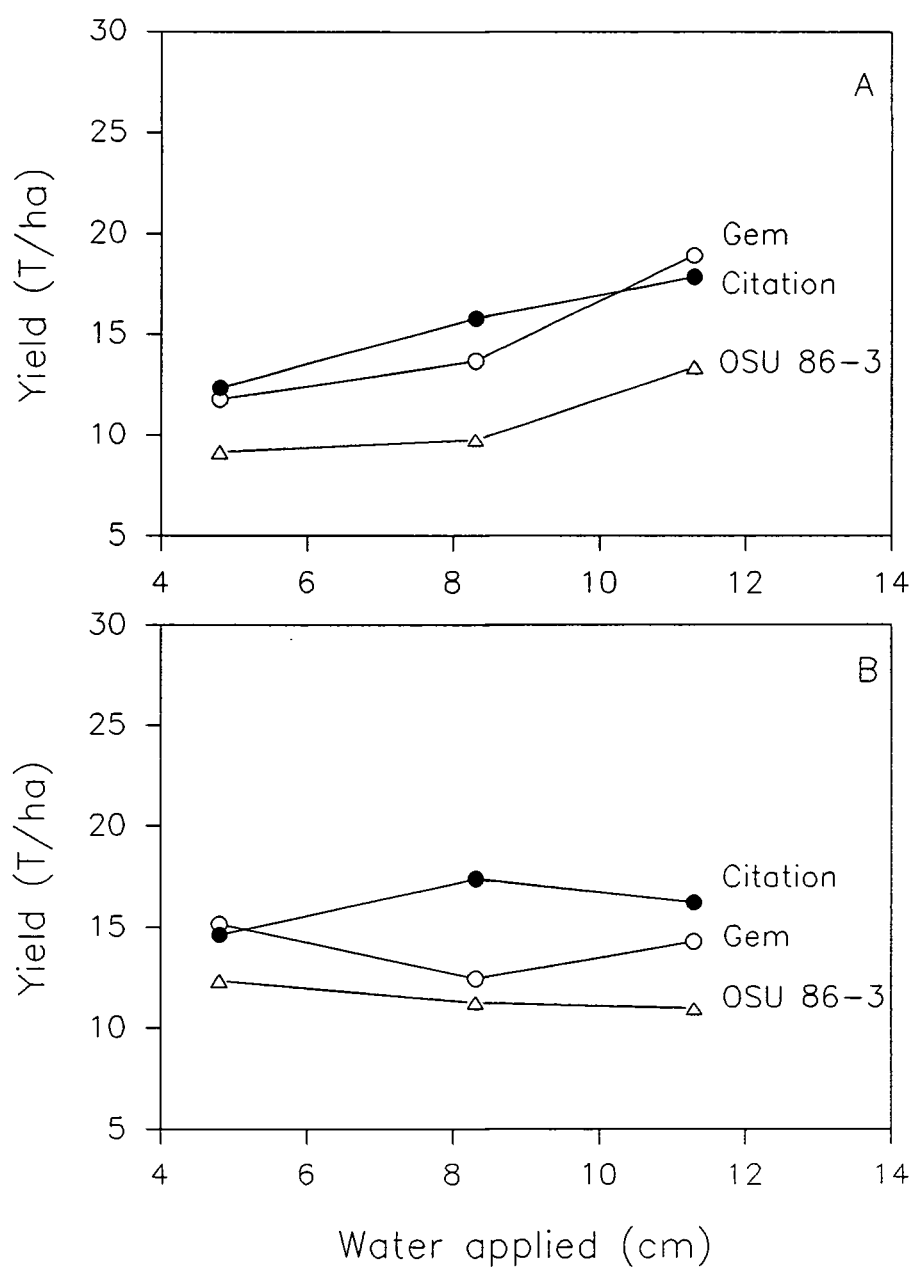 30
A
25
Yield (T/ha)
20
Gem
Citation
15
OSU 86-3
10
5
4 6 8 10 12 14
30
B
25
Yield (T/ha)
20
Citation
15
Gem
OSU 86-3
10
5
4 6 8 10 12 14
Water applied (cm)